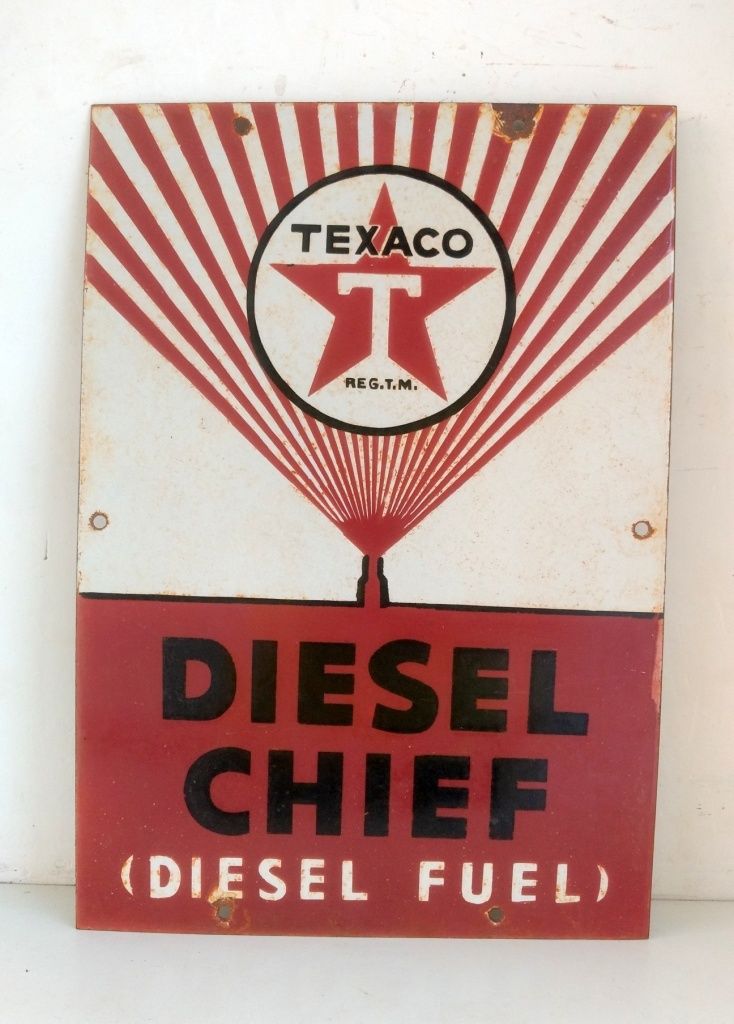 TEXACO
T
REG.T.M.
DIESEL
CHIEF
(DIESEL FUEL)